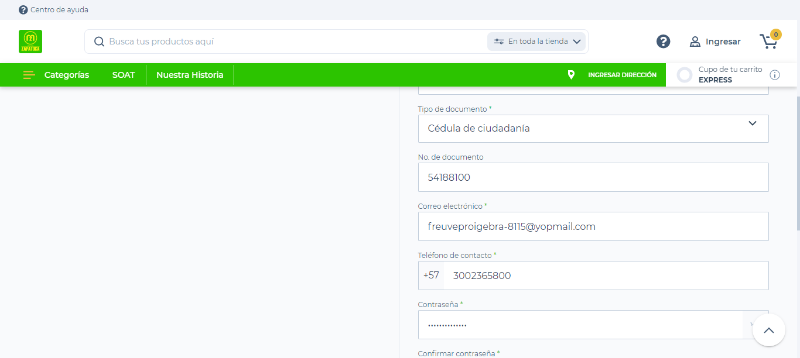 Centro de ayuda
Busca tus productos aquí
En toda la tienda
Ingresar
0
Categorías
SOAT
Nuestra Historia
INGRESAR DIRECCIÓN
Cupo de tu carrito
EXPRESS
Tipo de documento *
Cédula de ciudadanía
No. de documento
54188100
Correo electrónico *
freuveproigebra-8115@yopmail.com
Teléfono de contacto *
+57 3002365800
Contraseña *
••••••••••••••
Confirmar contraseña *